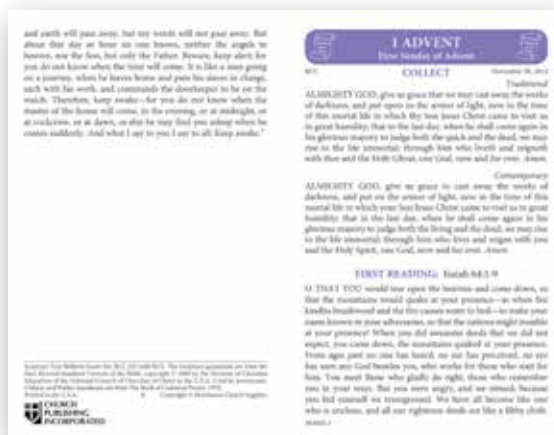 and earth will pass away, but my words will not pass away. But
about that day or hour no one knows, neither the angels in
heaven, nor the Son, but only the Father. Beware, keep alert; for
you do not know when the time will come. It is like a man going
on a journey, when he leaves home and puts his slaves in charge,
each with his work, and commands the doorkeeper to be on the
watch. Therefore, keep awake—for you do not know when the
master of the house will come, in the evening, or at midnight, or
at cockcrow, or at dawn, or else he may find you asleep when he
comes suddenly. And what I say to you I say to all: Keep awake."
CHURCH
PUBLISHING
INCORPORATED
I ADVENT
First Sunday of Advent
COLLECT
Traditional
ALMIGHTY GOD, give us grace that we may cast away the works
of darkness, and put upon us the armor of light, now in the time
of this mortal life in which thy Son Jesus Christ came to visit us
in great humility; that in the last day, when he shall come again in
his glorious majesty to judge both the quick and the dead, we may
rise to the life immortal; through him who liveth and reigneth
with thee and the Holy Ghost, one God, now and for ever. Amen.
Contemporary
ALMIGHTY GOD, give us grace to cast away the works of
darkness, and put on the armor of light, now in the time of this
mortal life in which your Son Jesus Christ came to visit us in great
humility; that in the last day, when he shall come again in his
glorious majesty to judge both the living and the dead, we may rise
to the life immortal; through him who lives and reigns with you
and the Holy Spirit, one God, now and for ever. Amen.
FIRST READING: Isaiah 64:1-9
O THAT YOU would tear open the heavens and come down, so
that the mountains would quake at your presence—as when fire
kindles brushwood and the fire causes water to boil—to make your
name known to your adversaries, so that the nations might tremble
at your presence! When you did awesome deeds that we did not
expect, you came down, the mountains quaked at your presence.
From ages past no one has heard, no ear has perceived, no eye
has seen any God besides you, who works for those who wait for
him. You meet those who gladly do right, those who remember
you in your ways. But you were angry, and we sinned; because
you hid yourself we transgressed. We have all become like one
who is unclean, and all our righteous deeds are like a filthy cloth.